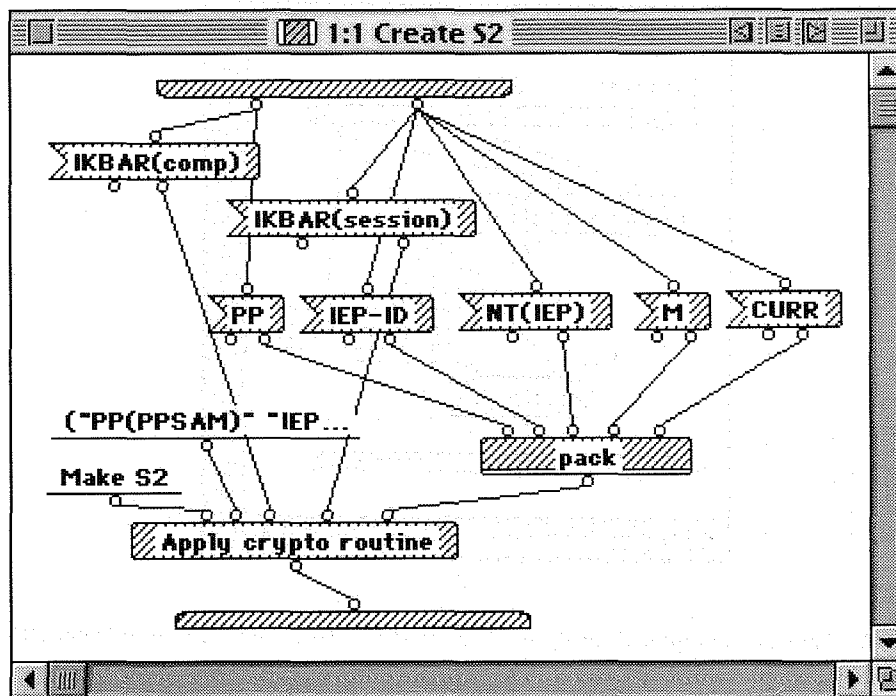 1:1 Create S2
IKBAR(comp)
IKBAR(session)
PP
IEP-ID
NT(IEP)
M
CURR
("PP(PPSAM)" "IEP...
pack
Make S2
Apply crypto routine